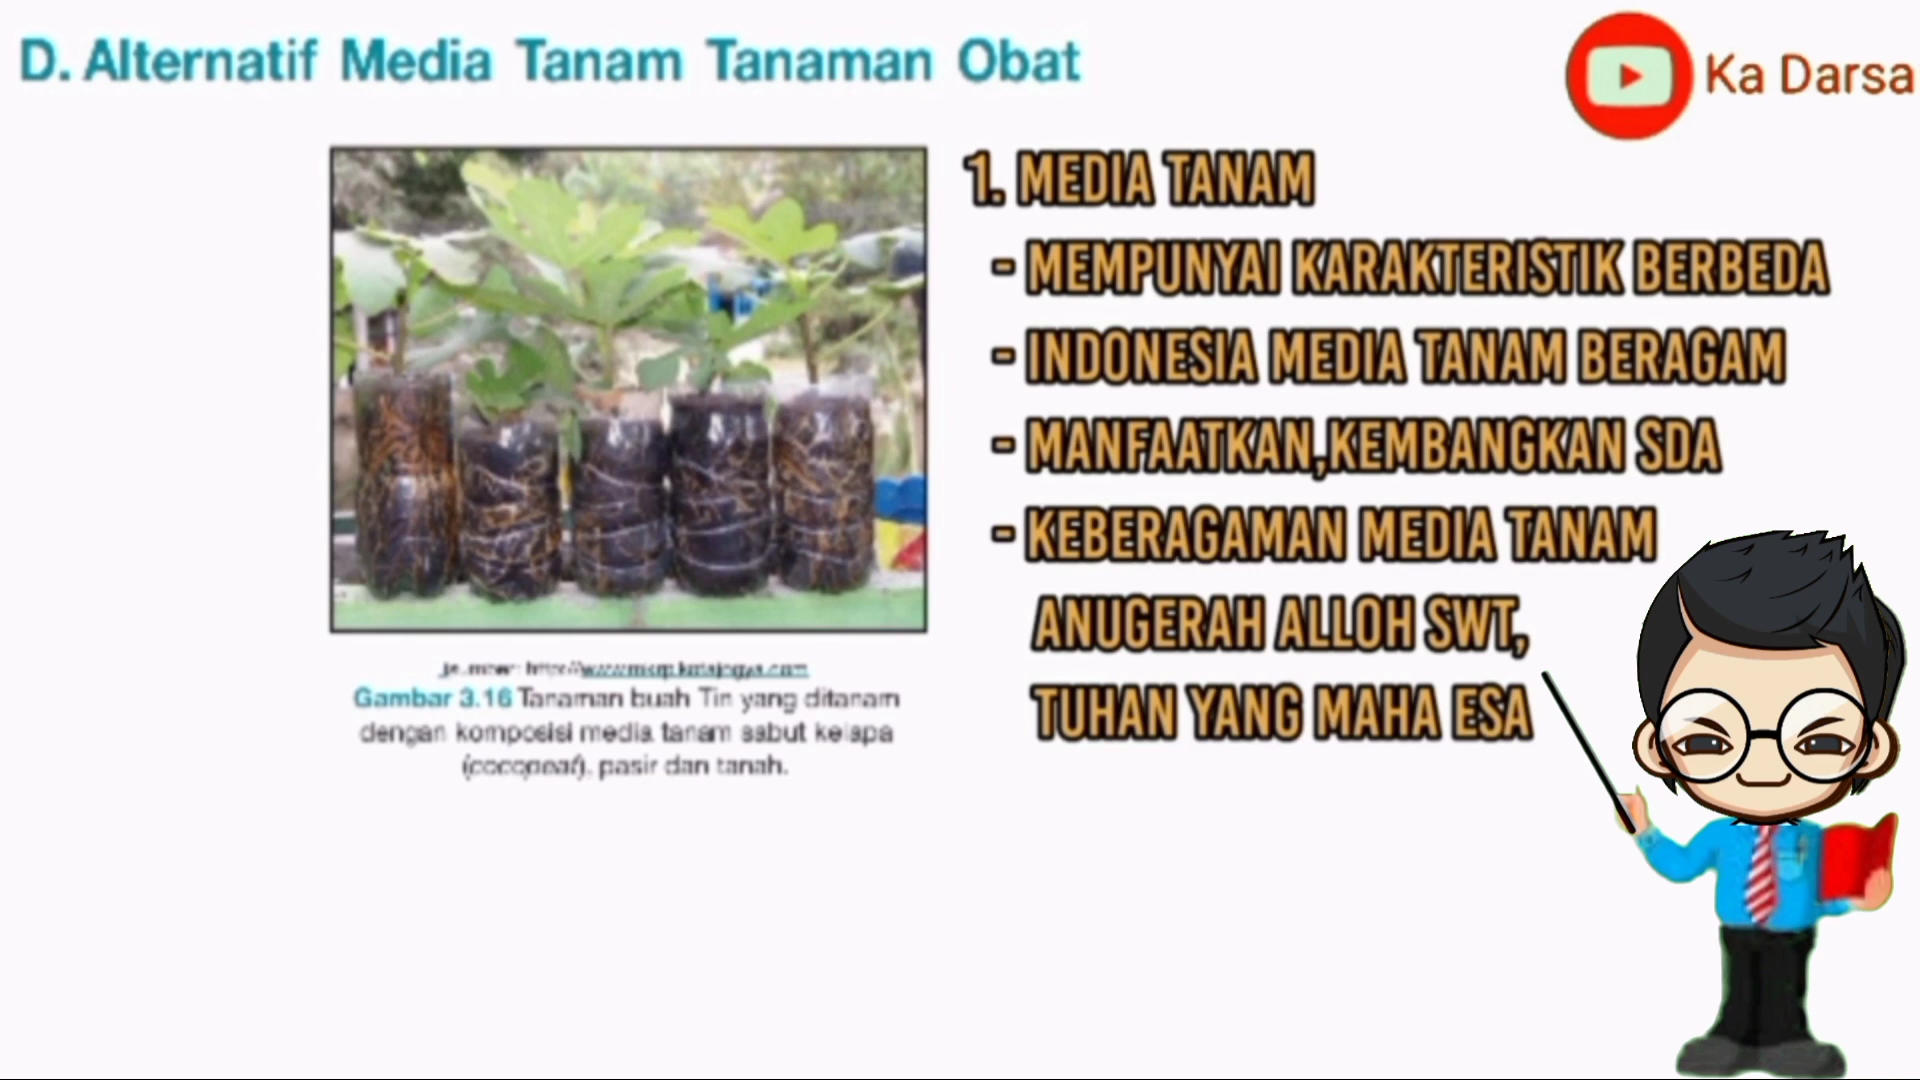 D. Alternatif Media Tanam Tanaman Obat
Ka Darsa
1. MEDIA TANAM
- MEMPUNYAI KARAKTERISTIK BERBEDA
- INDONESIA MEDIA TANAM BERAGAM
- MANFAATKAN,KEMBANGKAN SDA
- KEBERAGAMAN MEDIA TANAM
ANUGERAH ALLOH SWT,
TUHAN YANG MAHA ESA
Gambar 3.16 Tanaman buah Tin yang ditanam
dengan komposisi media tanam sabut kelapa
(cocopeat), pasir dan tanah.